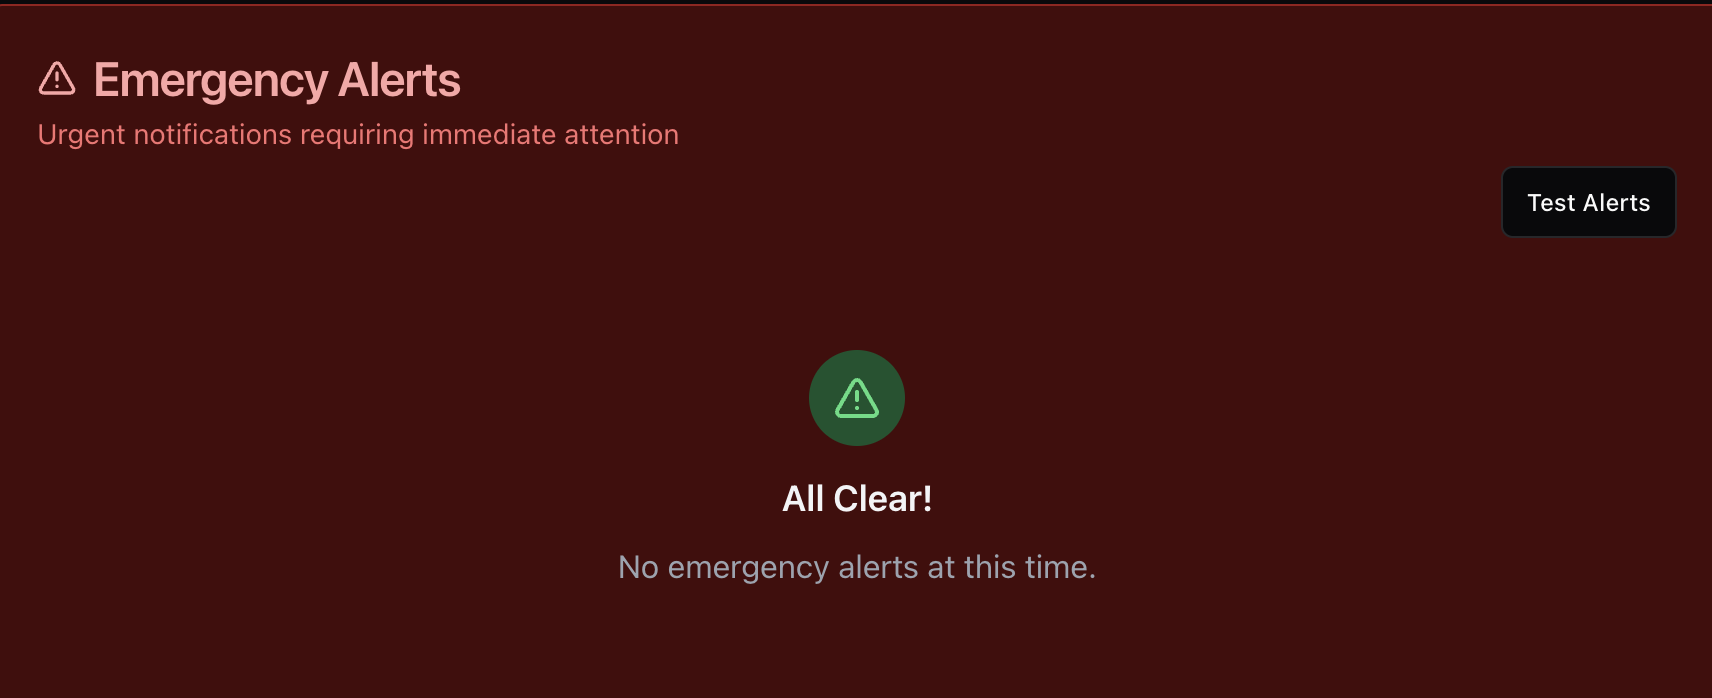 Emergency Alerts
Urgent notifications requiring immediate attention
Test Alerts
All Clear!
No emergency alerts at this time.